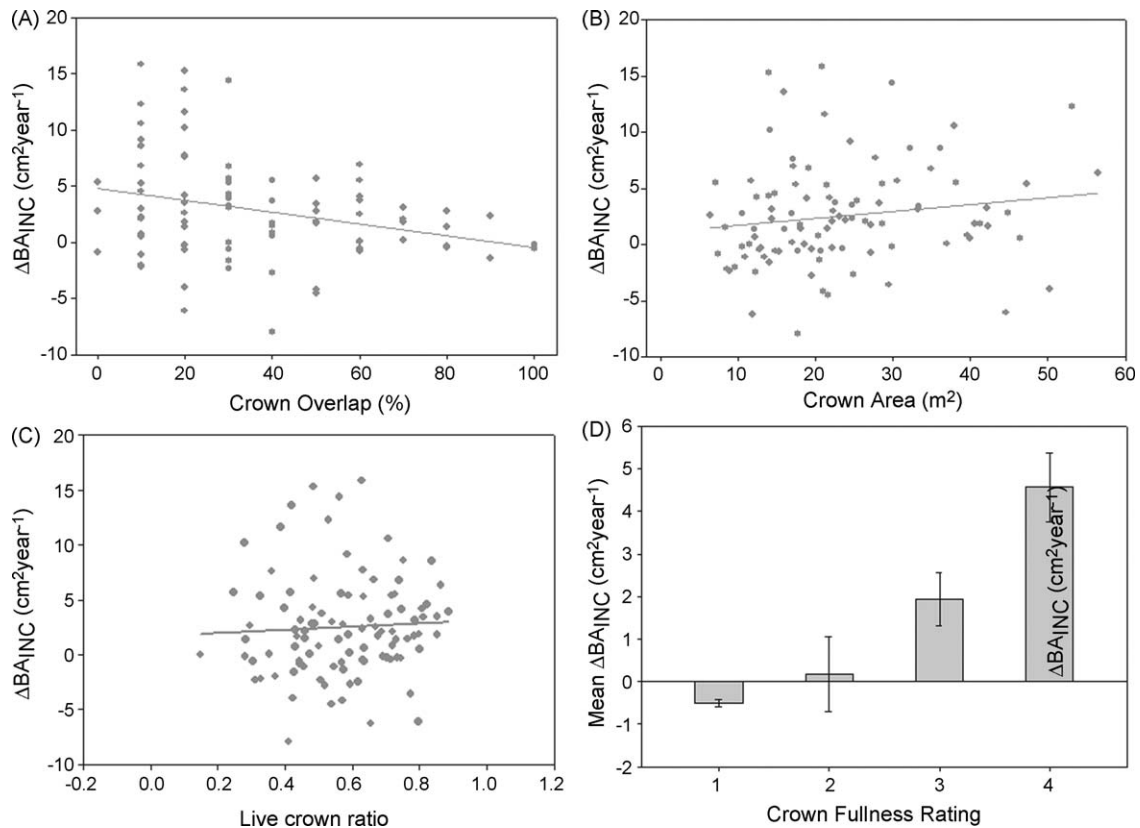 (A)
20
15
10
5
0
-5
-10
ΔBAINC (cm²year-1)
0 20 40 60 80 100
Crown Overlap (%)
(B)
20
15
10
5
0
-5
-10
ΔBAINC (cm²year-1)
0 10 20 30 40 50 60
Crown Area (m²)
(C)
20
15
10
5
0
-5
-10
ΔBAINC (cm²year-1)
-0.2 0.0 0.2 0.4 0.6 0.8 1.0 1.2
Live crown ratio
(D)
6
5
4
3
2
1
0
-1
-2
Mean ΔBAINC (cm²year-1)
ΔBAINC (cm²year-1)
1 2 3 4
Crown Fullness Rating